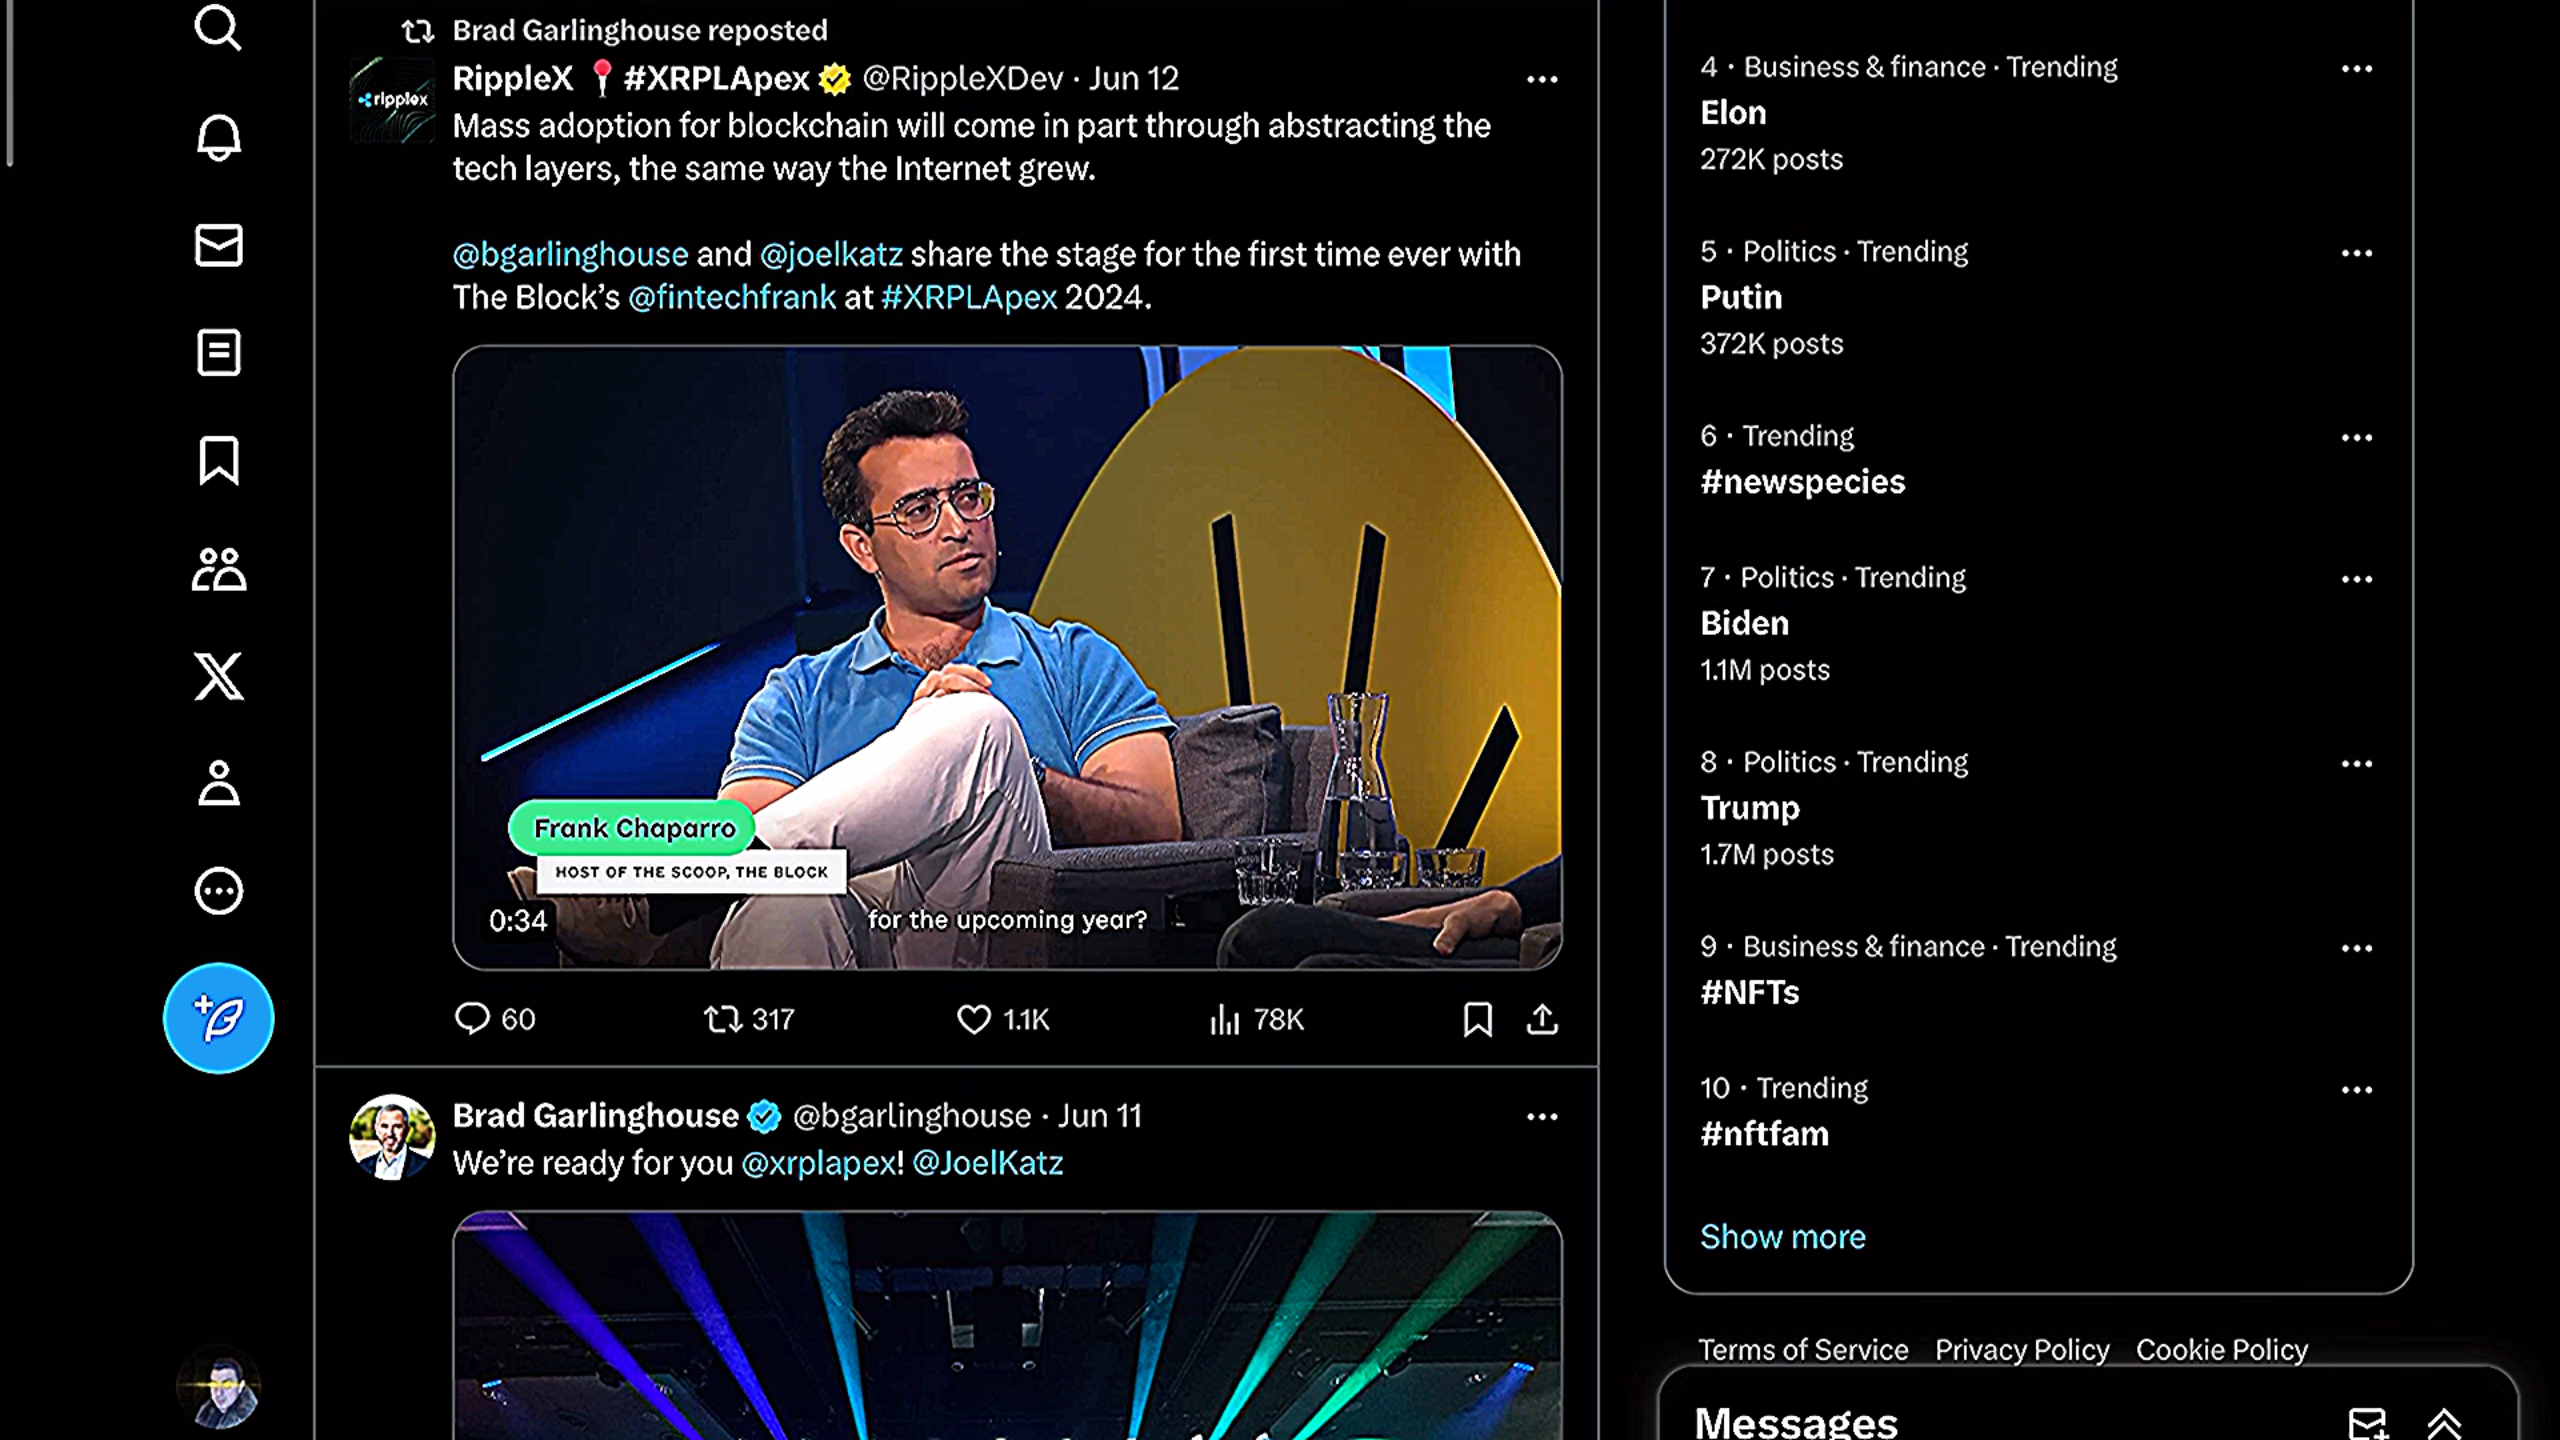 Brad Garlinghouse reposted
RippleX 📍 #XRPLApex @RippleXDev · Jun 12
ripplex
Mass adoption for blockchain will come in part through abstracting the
tech layers, the same way the Internet grew.
@bgarlinghouse and @joelkatz share the stage for the first time ever with
The Block’s @fintechfrank at #XRPLApex 2024.
Frank Chaparro
HOST OF THE SCOOP, THE BLOCK
0:34
for the upcoming year?
60 317 1.1K 78K
Brad Garlinghouse @bgarlinghouse · Jun 11
We’re ready for you @xrplapex! @JoelKatz
4 · Business & finance · Trending
Elon
272K posts
5 · Politics · Trending
Putin
372K posts
6 · Trending
#newspecies
7 · Politics · Trending
Biden
1.1M posts
8 · Politics · Trending
Trump
1.7M posts
9 · Business & finance · Trending
#NFTs
10 · Trending
#nftfam
Show more
Terms of Service Privacy Policy Cookie Policy
Messages